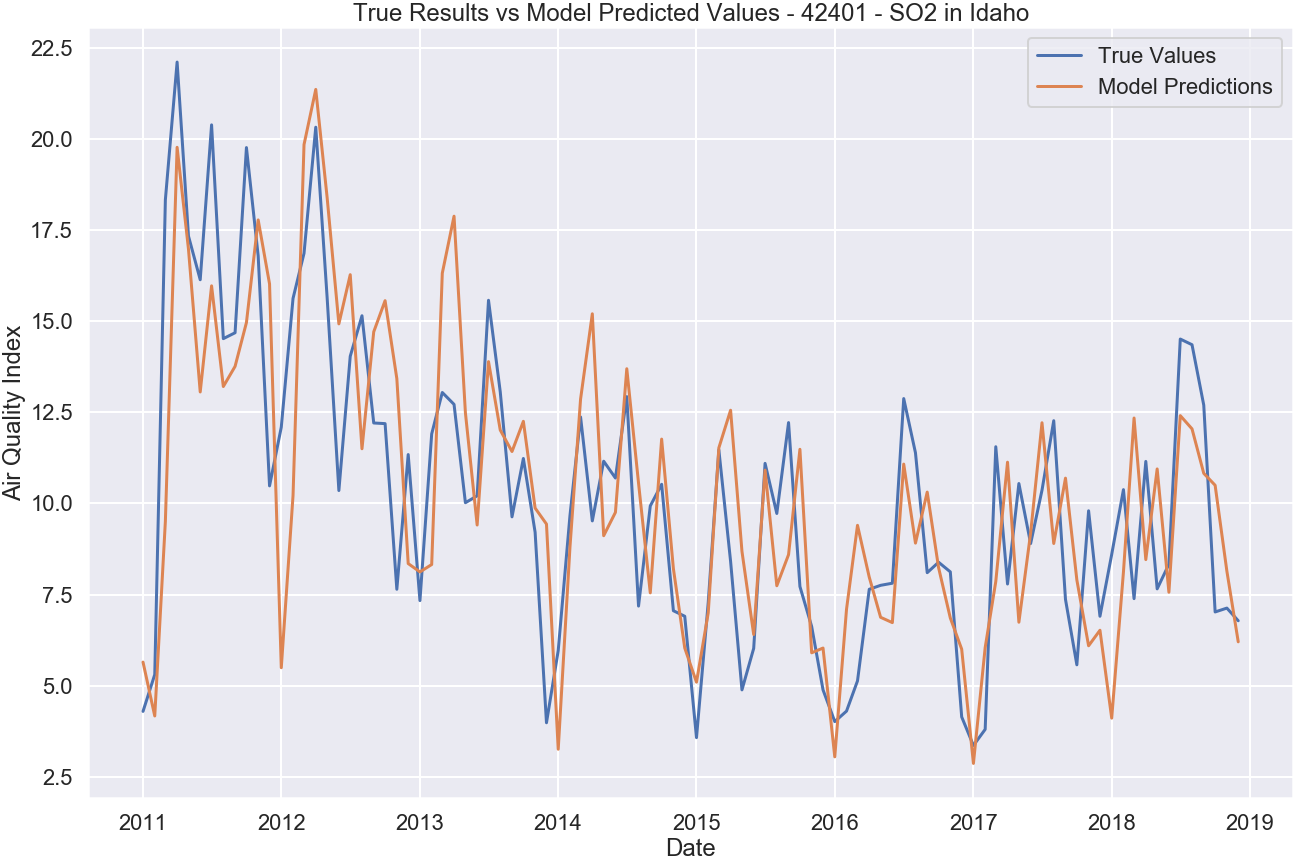 True Results vs Model Predicted Values - 42401 - SO2 in Idaho
True Values
Model Predictions
Air Quality Index
22.5
20.0
17.5
15.0
12.5
10.0
7.5
5.0
2.5
2011 2012 2013 2014 2015 2016 2017 2018 2019
Date